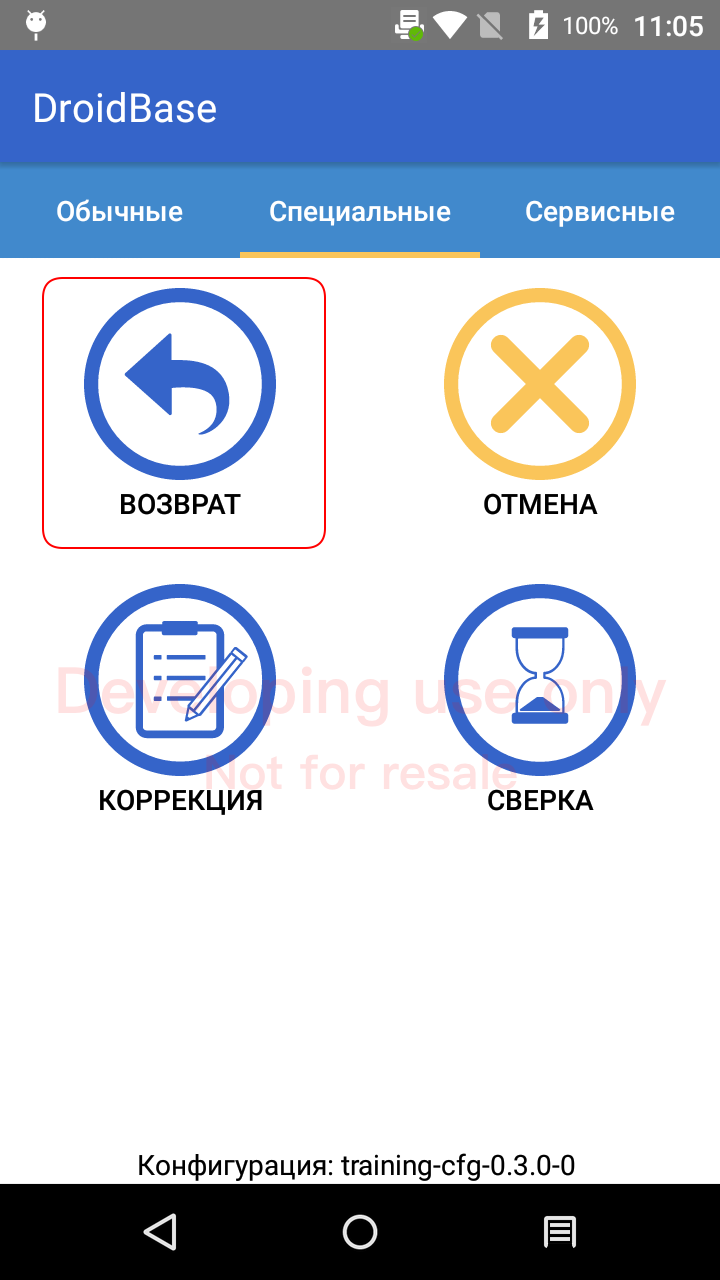 100% 11:05
DroidBase
Обычные Специальные Сервисные
ВОЗВРАТ ОТМЕНА
Developing use only
Not for resale
КОРРЕКЦИЯ СВЕРКА
Конфигурация: training-cfg-0.3.0-0